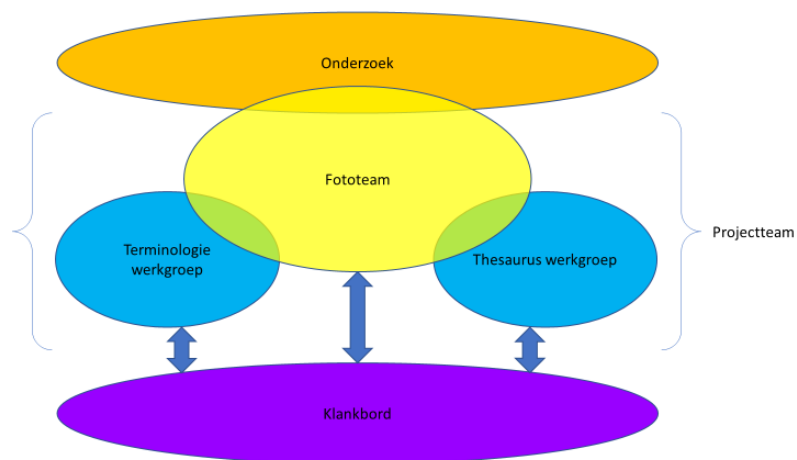 Onderzoek
Fototeam
Terminologie
werkgroep
Thesaurus werkgroep
Projectteam
Klankbord